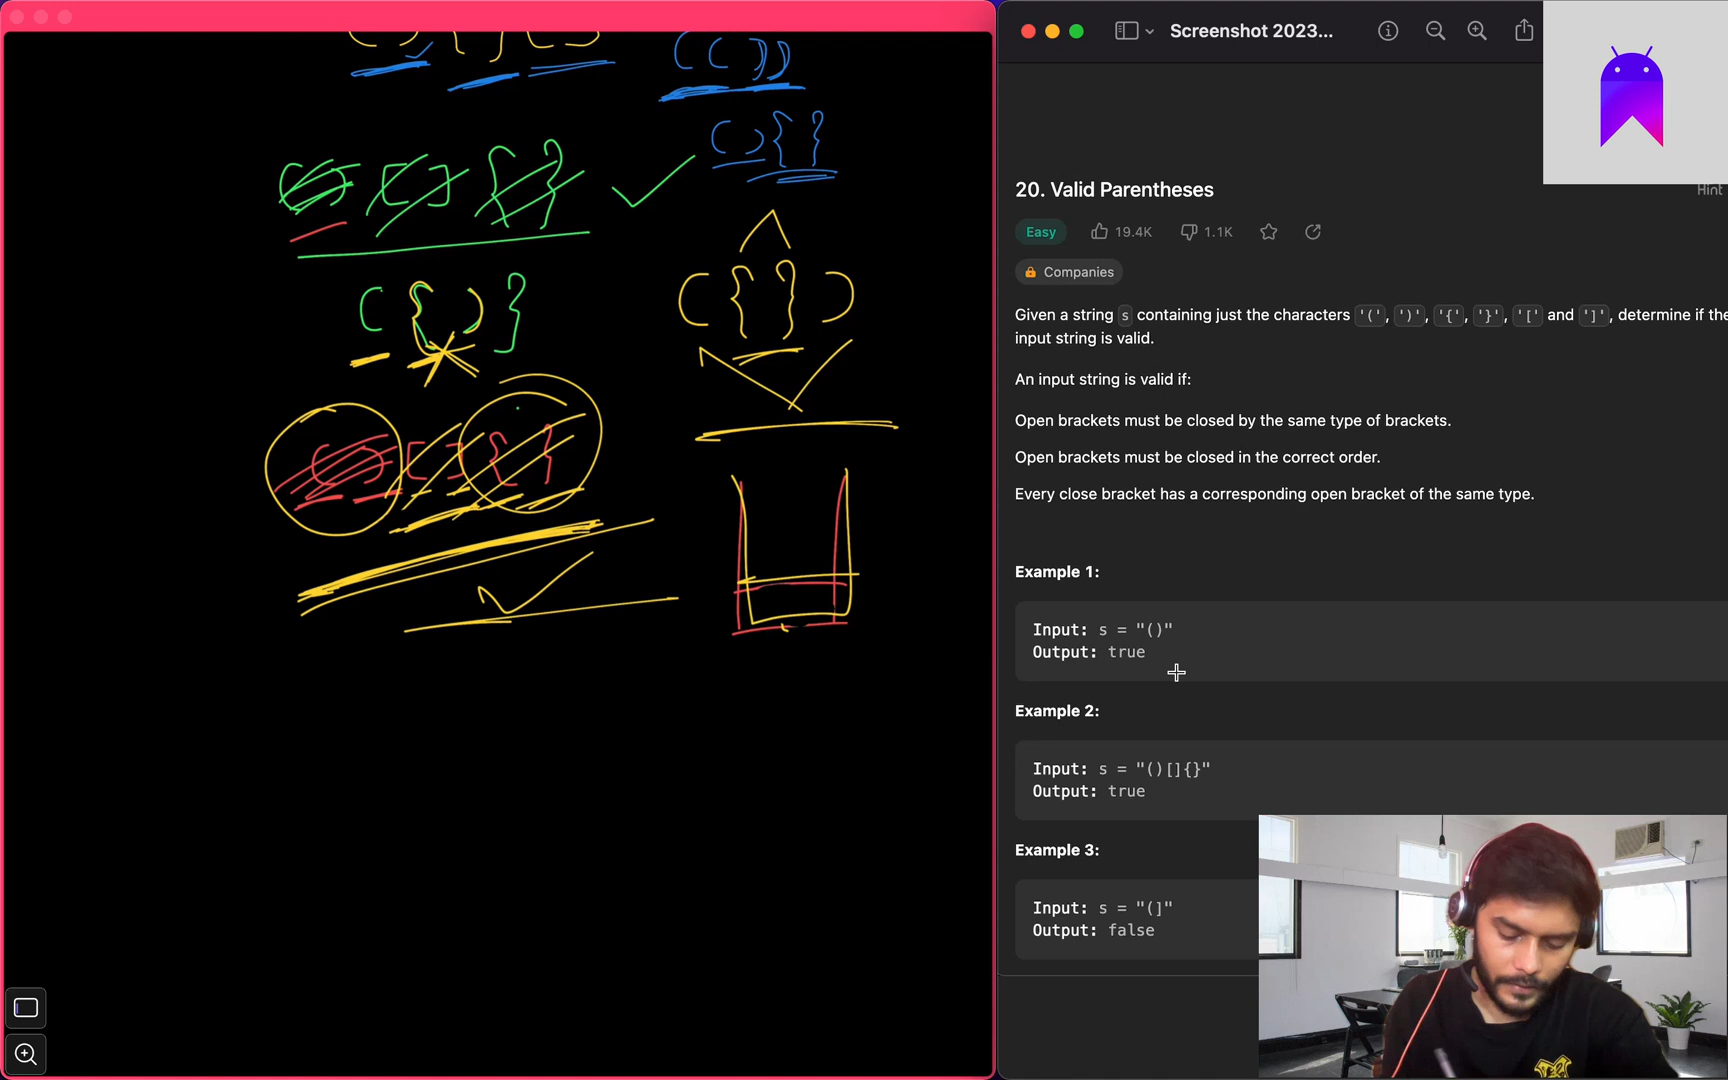 ( ) { } ( )
( ( ) )
( ) { }
( ) [ ] { }
( { ) }
( { } )
( ) [ ] { }
Screenshot 2023...
Hint
20. Valid Parentheses
Easy 19.4K 1.1K
Companies
Given a string s containing just the characters '(', ')', '{', '}', '[' and ']', determine if the
input string is valid.
An input string is valid if:
Open brackets must be closed by the same type of brackets.
Open brackets must be closed in the correct order.
Every close bracket has a corresponding open bracket of the same type.
Example 1:
Input: s = "()"
Output: true
Example 2:
Input: s = "()[]{}"
Output: true
Example 3:
Input: s = "(]"
Output: false